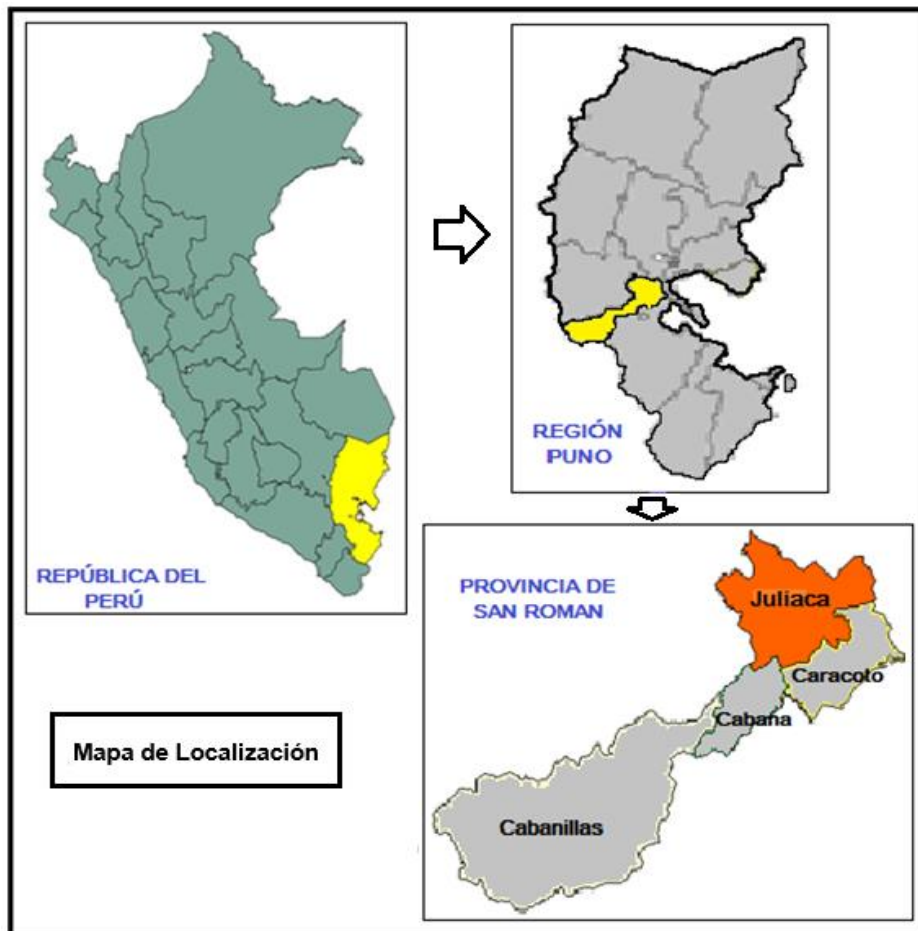 REPÚBLICA DEL
PERÚ
REGIÓN
PUNO
PROVINCIA DE
SAN ROMAN
Juliaca
Caracoto
Cabana
Cabanillas
Mapa de Localización